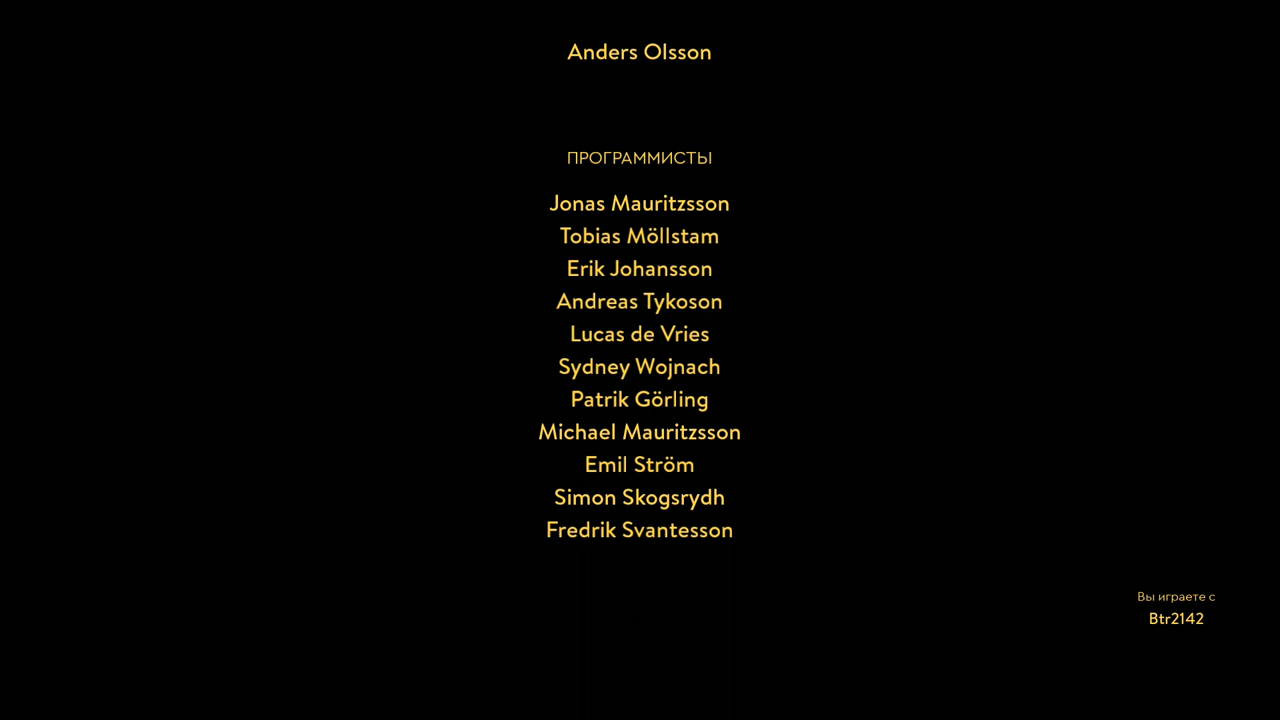 Anders Olsson
ПРОГРАММИСТЫ
Jonas Mauritzsson
Tobias Möllstam
Erik Johansson
Andreas Tykoson
Lucas de Vries
Sydney Wojnach
Patrik Görling
Michael Mauritzsson
Emil Ström
Simon Skogsrydh
Fredrik Svantesson
Вы играете с
Btr2142